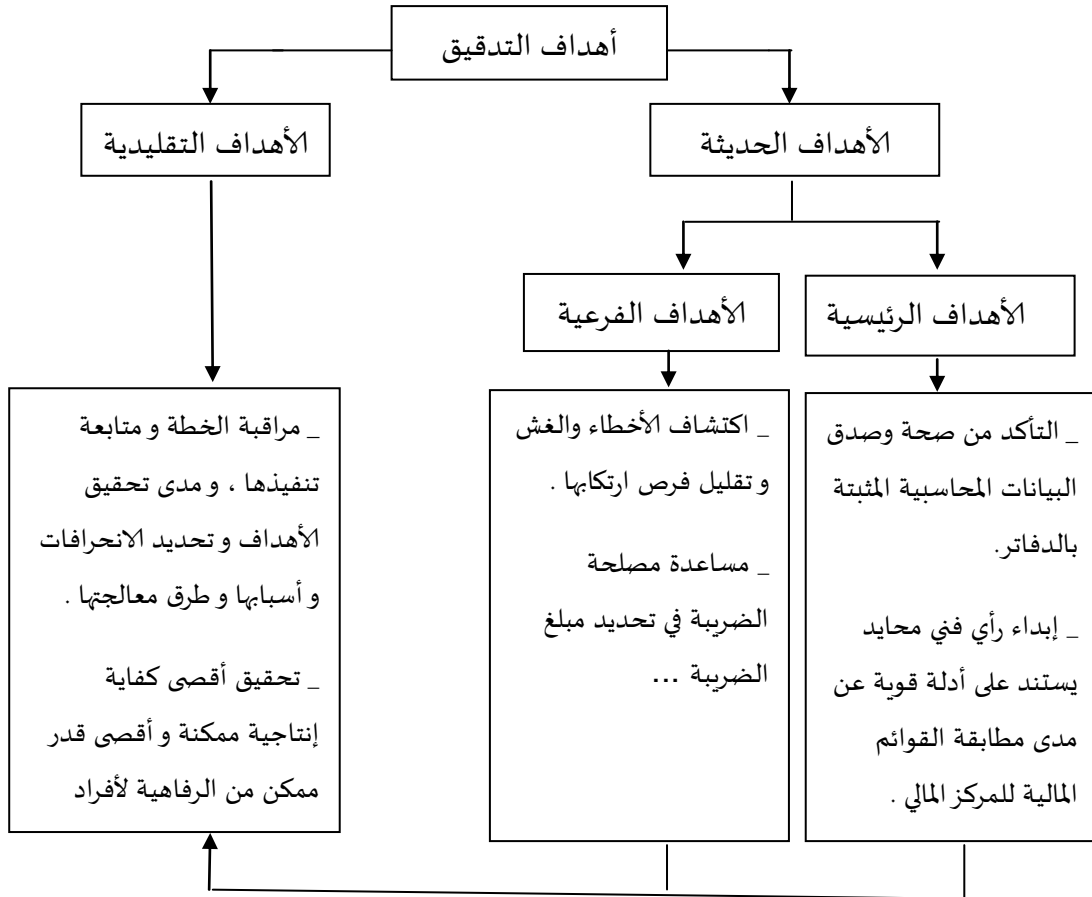 أهداف التدقيق
الأهداف الحديثة
الأهداف التقليدية
الأهداف الرئيسية
الأهداف الفرعية
_ التأكد من صحة وصدق
البيانات المحاسبية المثبتة
بالدفاتر.
_ إبداء رأي فني محايد
يستند على أدلة قوية عن
مدى مطابقة القوائم
المالية للمركز المالي .
_ اكتشاف الأخطاء والغش
و تقليل فرص ارتكابها .
_ مساعدة مصلحة
الضريبة في تحديد مبلغ
الضريبة ...
_ مراقبة الخطة و متابعة
تنفيذها ، و مدى تحقيق
الأهداف و تحديد الانحرافات
و أسبابها و طرق معالجتها .
_ تحقيق أقصى كفاية
إنتاجية ممكنة و أقصى قدر
ممكن من الرفاهية لأفراد